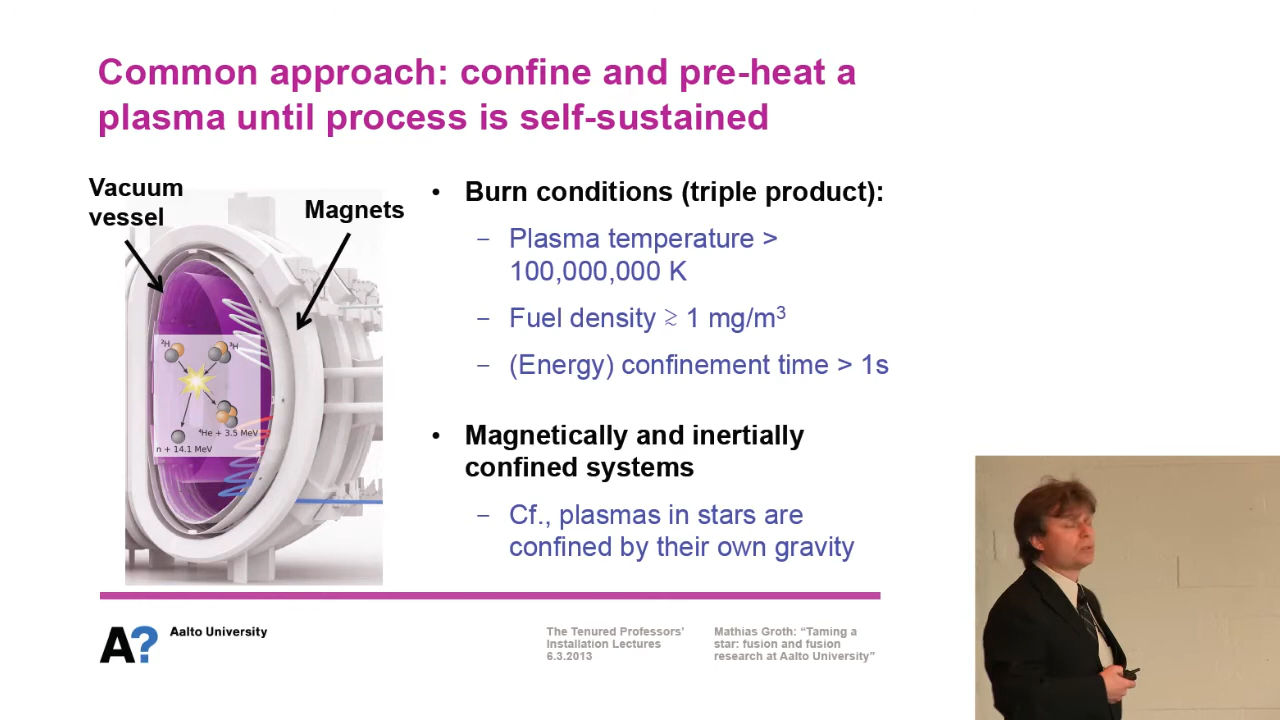 Common approach: confine and pre-heat a
plasma until process is self-sustained
Vacuum
vessel
Magnets
²H
³H
⁴He + 3.5 MeV
n + 14.1 MeV
• Burn conditions (triple product):
– Plasma temperature >
100,000,000 K
– Fuel density ≳ 1 mg/m³
– (Energy) confinement time > 1s
• Magnetically and inertially
confined systems
– Cf., plasmas in stars are
confined by their own gravity
A?
Aalto University
The Tenured Professors'
Installation Lectures
6.3.2013
Mathias Groth: “Taming a
star: fusion and fusion
research at Aalto University”